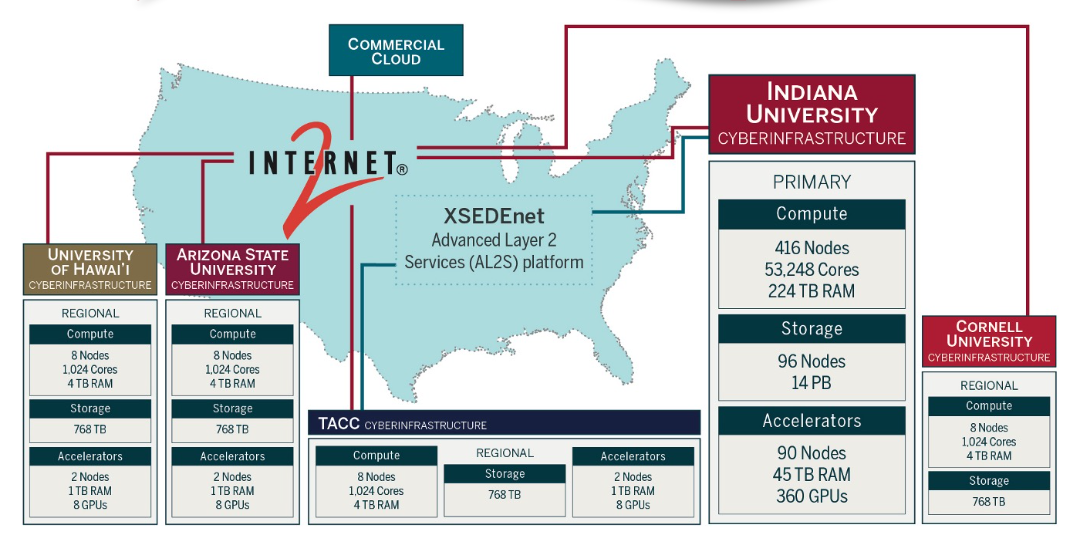 COMMERCIAL
CLOUD
INTERNET®
2
XSEDEnet
Advanced Layer 2
Services (AL2S) platform
UNIVERSITY
OF HAWAI'I
CYBERINFRASTRUCTURE
REGIONAL
Compute
8 Nodes
1,024 Cores
4 TB RAM
Storage
768 TB
Accelerators
2 Nodes
1 TB RAM
8 GPUs
ARIZONA STATE
UNIVERSITY
CYBERINFRASTRUCTURE
REGIONAL
Compute
8 Nodes
1,024 Cores
4 TB RAM
Storage
768 TB
Accelerators
2 Nodes
1 TB RAM
8 GPUs
TACC CYBERINFRASTRUCTURE
REGIONAL
Compute
8 Nodes
1,024 Cores
4 TB RAM
Storage
768 TB
Accelerators
2 Nodes
1 TB RAM
8 GPUs
INDIANA
UNIVERSITY
CYBERINFRASTRUCTURE
PRIMARY
Compute
416 Nodes
53,248 Cores
224 TB RAM
Storage
96 Nodes
14 PB
Accelerators
90 Nodes
45 TB RAM
360 GPUs
CORNELL
UNIVERSITY
CYBERINFRASTRUCTURE
REGIONAL
Compute
8 Nodes
1,024 Cores
4 TB RAM
Storage
768 TB